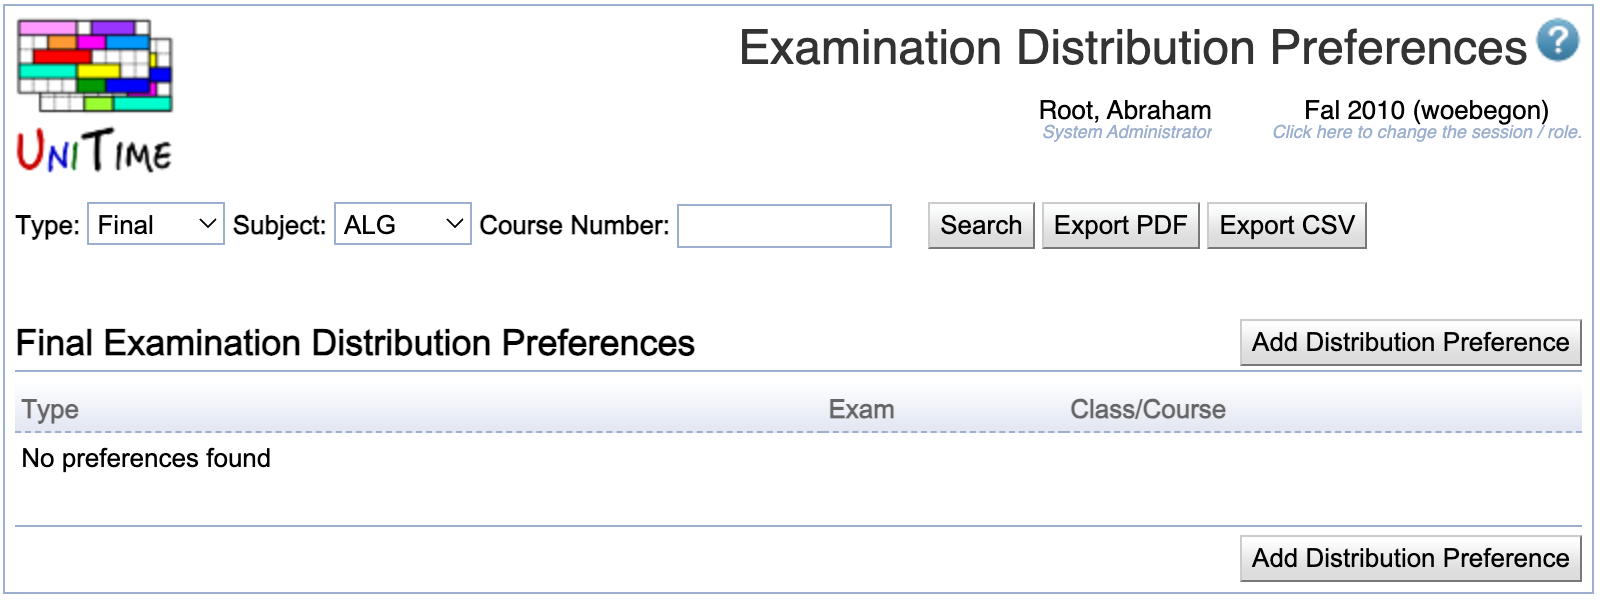 Examination Distribution Preferences ?
UniTime
Root, Abraham Fal 2010 (woebegon)
System Administrator Click here to change the session / role.
Type: Final Subject: ALG Course Number: Search Export PDF Export CSV
Final Examination Distribution Preferences Add Distribution Preference
Type Exam Class/Course
No preferences found
Add Distribution Preference